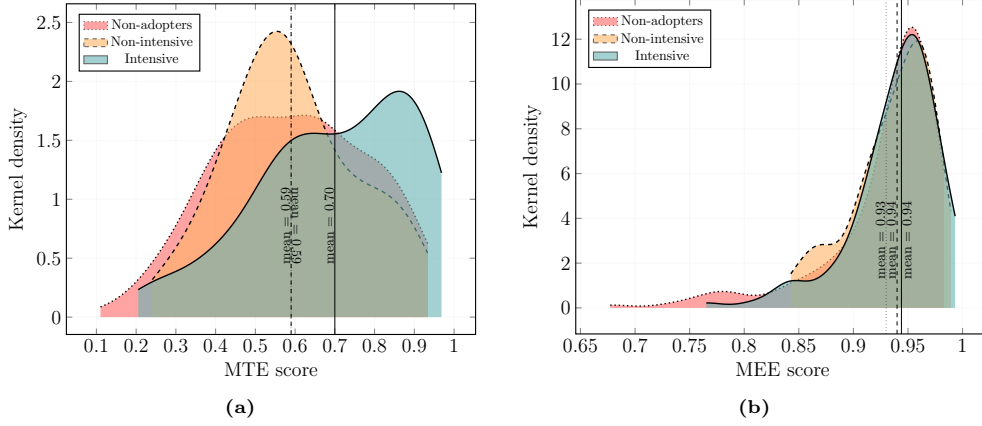 2.5
2
1.5
1
0.5
0
Kernel density
Non-adopters
Non-intensive
Intensive
mean = 0.59
mean = 0.59
mean = 0.70
0.1 0.2 0.3 0.4 0.5 0.6 0.7 0.8 0.9 1
MTE score
(a)
12
10
8
6
4
2
0
Kernel density
Non-adopters
Non-intensive
Intensive
mean = 0.93
mean = 0.94
mean = 0.94
0.65 0.7 0.75 0.8 0.85 0.9 0.95 1
MEE score
(b)